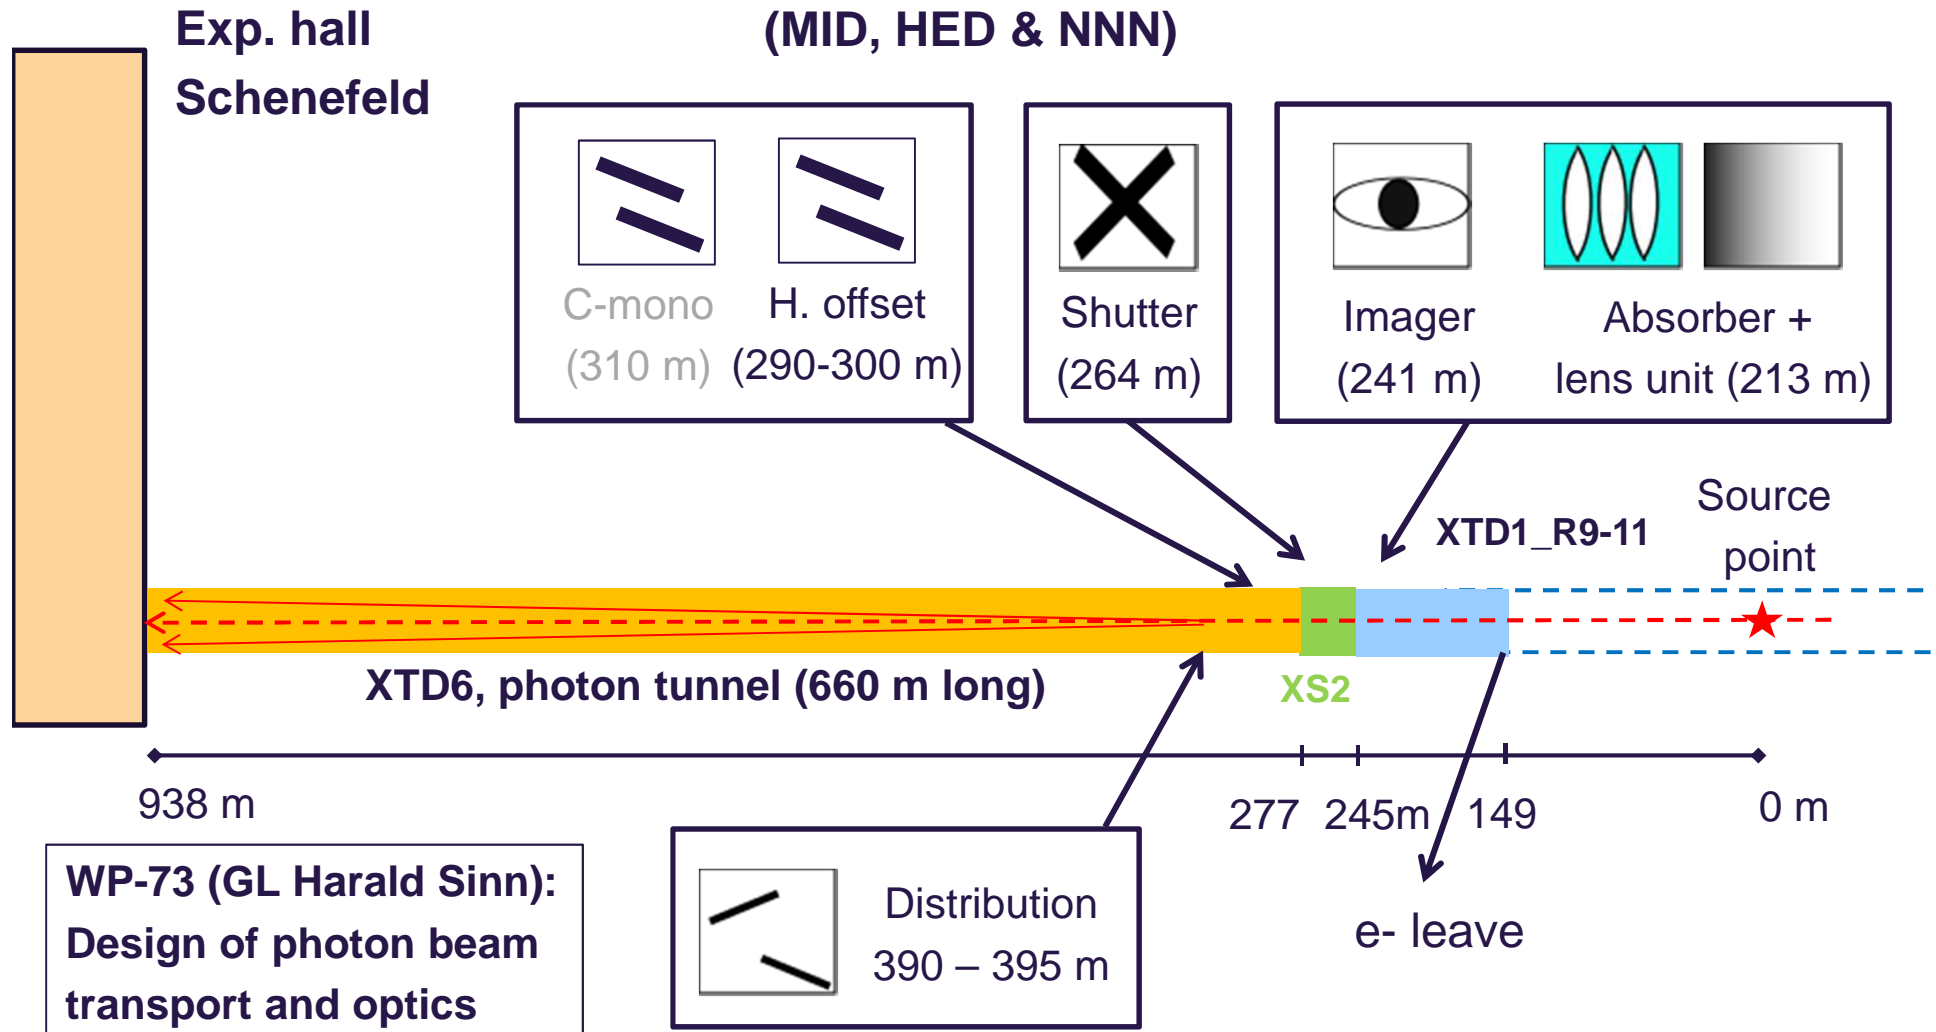 Exp. hall
Schenefeld
(MID, HED & NNN)
C-mono
(310 m)
H. offset
(290-300 m)
Shutter
(264 m)
Imager
(241 m)
Absorber +
lens unit (213 m)
XTD1_R9-11
Source
point
XTD6, photon tunnel (660 m long)
XS2
938 m
277
245m
149
0 m
WP-73 (GL Harald Sinn):
Design of photon beam
transport and optics
Distribution
390 – 395 m
e- leave